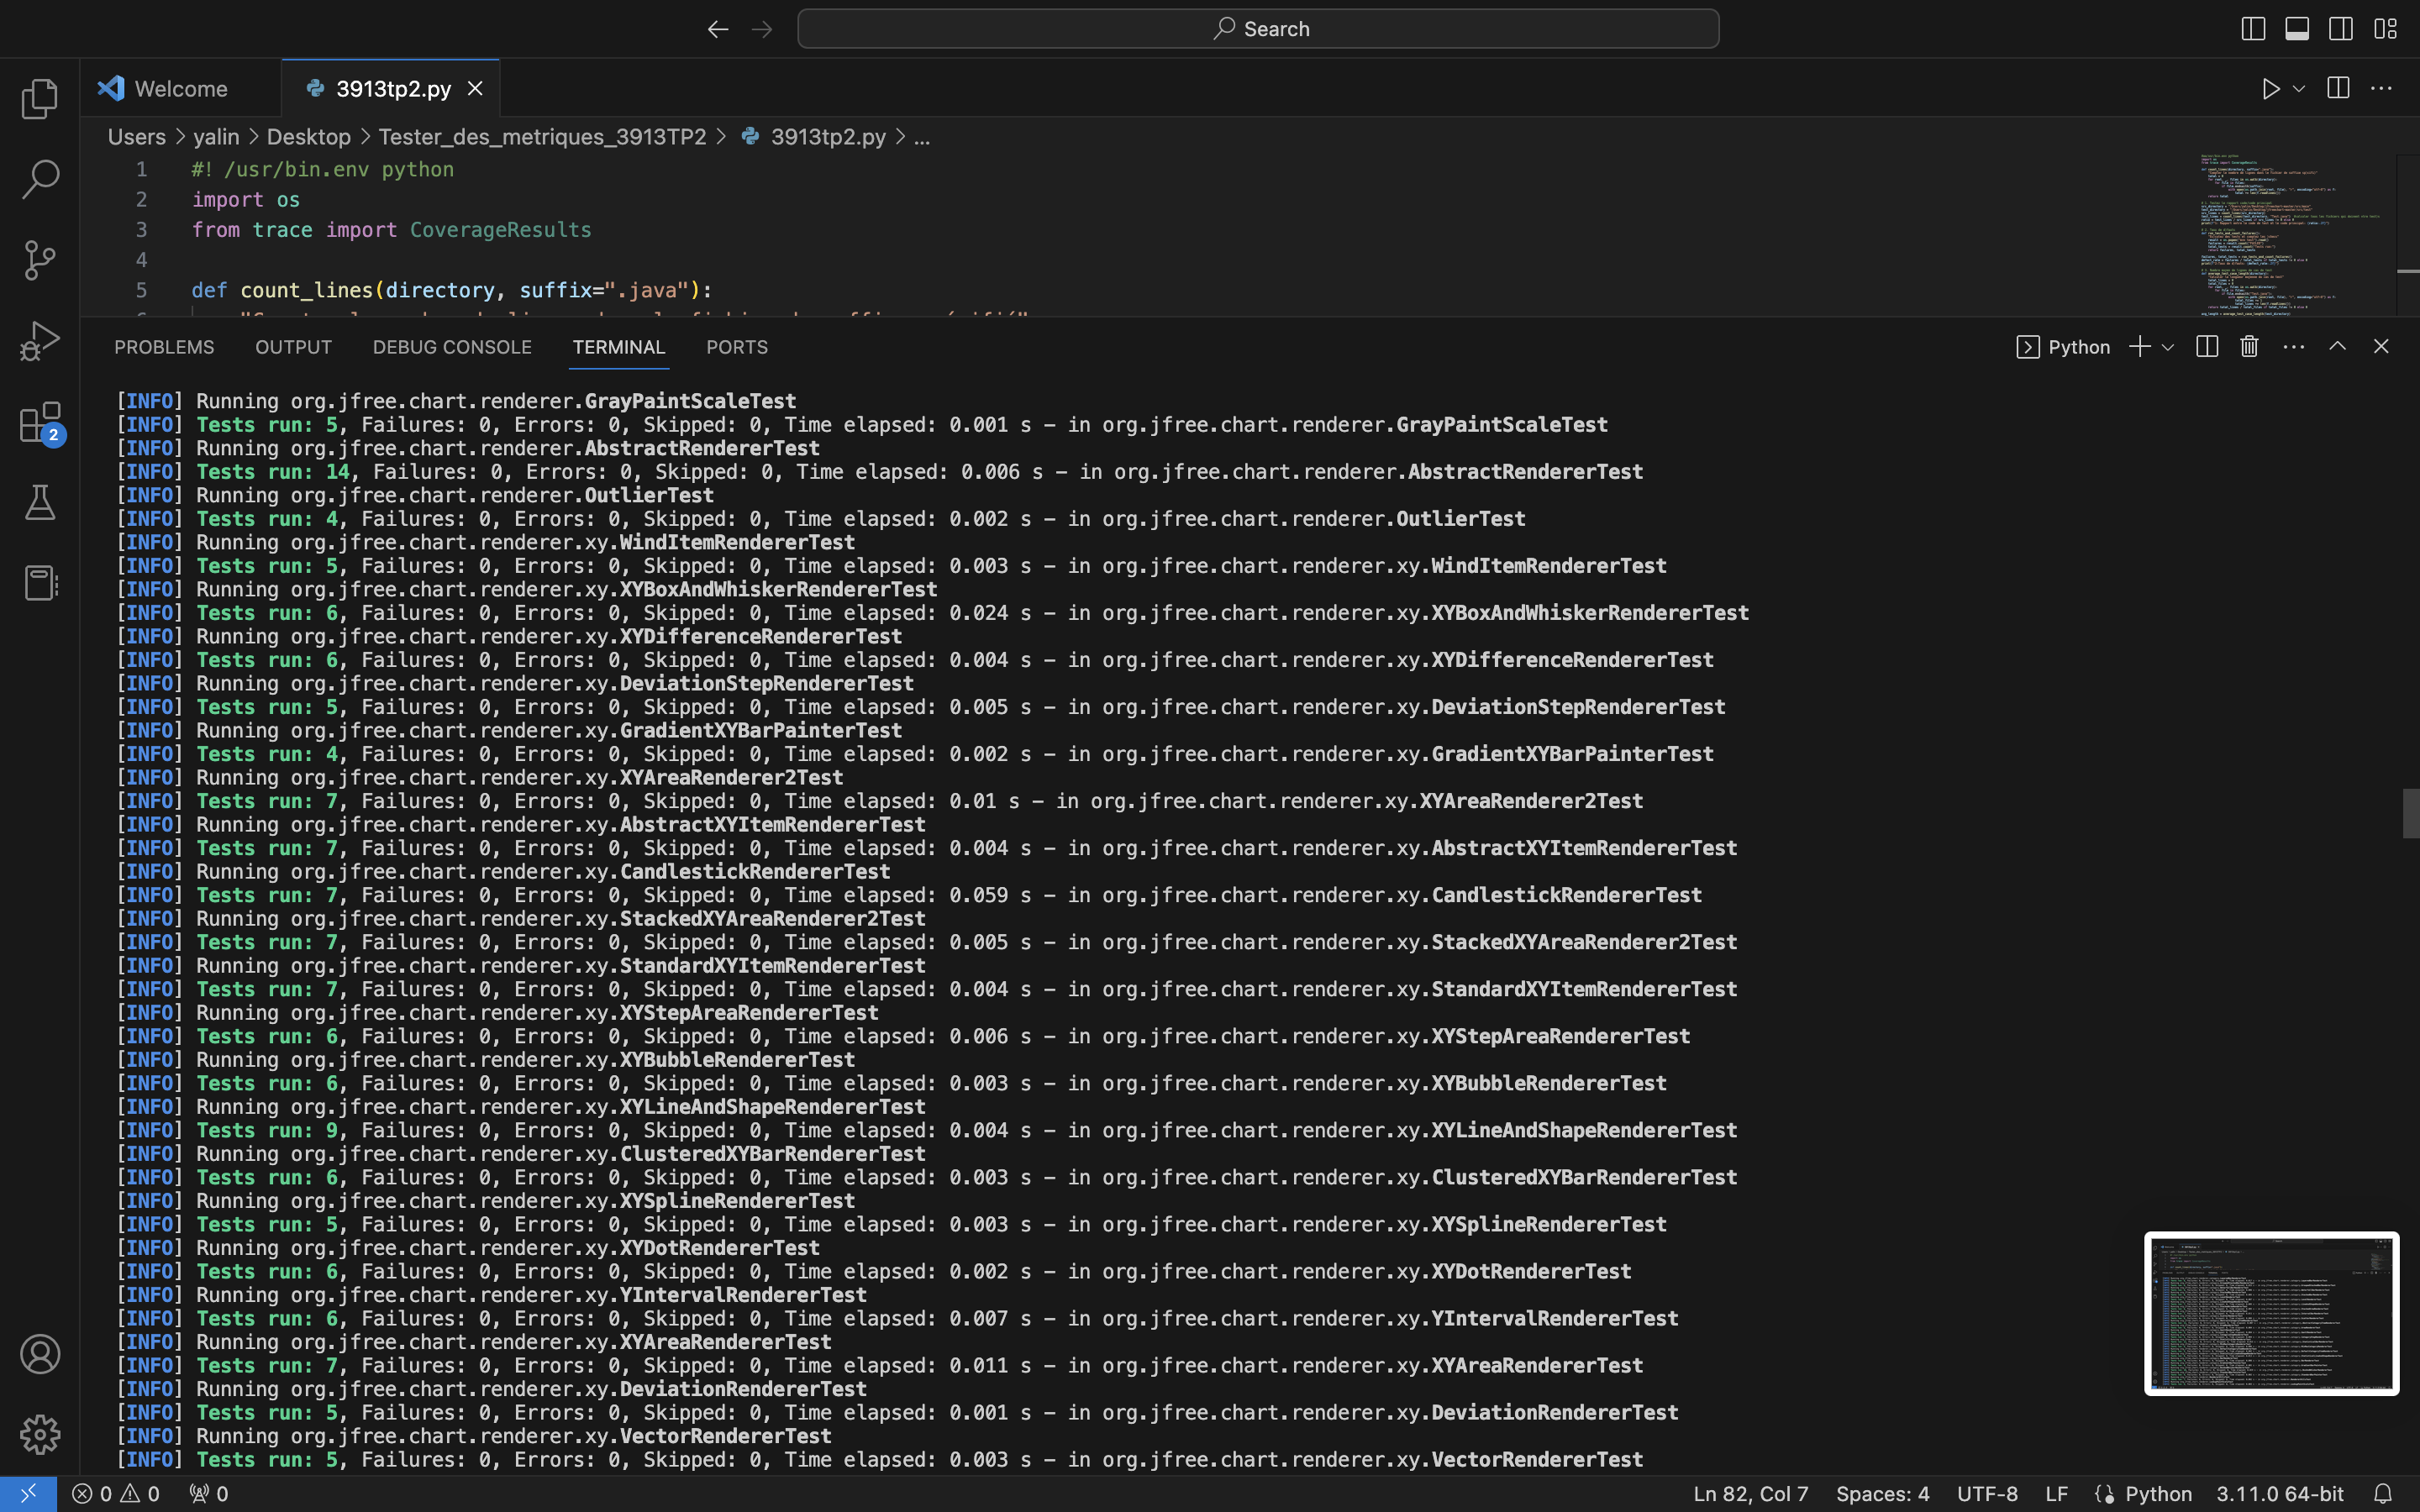 Search
Welcome
3913tp2.py
Users > yalin > Desktop > Tester_des_metriques_3913TP2 > 3913tp2.py > ...
1 #! /usr/bin.env python
2 import os
3 from trace import CoverageResults
4
5 def count_lines(directory, suffix=".java"):
PROBLEMS OUTPUT DEBUG CONSOLE TERMINAL PORTS
Python
[INFO] Running org.jfree.chart.renderer.GrayPaintScaleTest
[INFO] Tests run: 5, Failures: 0, Errors: 0, Skipped: 0, Time elapsed: 0.001 s - in org.jfree.chart.renderer.GrayPaintScaleTest
[INFO] Running org.jfree.chart.renderer.AbstractRendererTest
[INFO] Tests run: 14, Failures: 0, Errors: 0, Skipped: 0, Time elapsed: 0.006 s - in org.jfree.chart.renderer.AbstractRendererTest
[INFO] Running org.jfree.chart.renderer.OutlierTest
[INFO] Tests run: 4, Failures: 0, Errors: 0, Skipped: 0, Time elapsed: 0.002 s - in org.jfree.chart.renderer.OutlierTest
[INFO] Running org.jfree.chart.renderer.xy.WindItemRendererTest
[INFO] Tests run: 5, Failures: 0, Errors: 0, Skipped: 0, Time elapsed: 0.003 s - in org.jfree.chart.renderer.xy.WindItemRendererTest
[INFO] Running org.jfree.chart.renderer.xy.XYBoxAndWhiskerRendererTest
[INFO] Tests run: 6, Failures: 0, Errors: 0, Skipped: 0, Time elapsed: 0.024 s - in org.jfree.chart.renderer.xy.XYBoxAndWhiskerRendererTest
[INFO] Running org.jfree.chart.renderer.xy.XYDifferenceRendererTest
[INFO] Tests run: 6, Failures: 0, Errors: 0, Skipped: 0, Time elapsed: 0.004 s - in org.jfree.chart.renderer.xy.XYDifferenceRendererTest
[INFO] Running org.jfree.chart.renderer.xy.DeviationStepRendererTest
[INFO] Tests run: 5, Failures: 0, Errors: 0, Skipped: 0, Time elapsed: 0.005 s - in org.jfree.chart.renderer.xy.DeviationStepRendererTest
[INFO] Running org.jfree.chart.renderer.xy.GradientXYBarPainterTest
[INFO] Tests run: 4, Failures: 0, Errors: 0, Skipped: 0, Time elapsed: 0.002 s - in org.jfree.chart.renderer.xy.GradientXYBarPainterTest
[INFO] Running org.jfree.chart.renderer.xy.XYAreaRenderer2Test
[INFO] Tests run: 7, Failures: 0, Errors: 0, Skipped: 0, Time elapsed: 0.01 s - in org.jfree.chart.renderer.xy.XYAreaRenderer2Test
[INFO] Running org.jfree.chart.renderer.xy.AbstractXYItemRendererTest
[INFO] Tests run: 7, Failures: 0, Errors: 0, Skipped: 0, Time elapsed: 0.004 s - in org.jfree.chart.renderer.xy.AbstractXYItemRendererTest
[INFO] Running org.jfree.chart.renderer.xy.CandlestickRendererTest
[INFO] Tests run: 7, Failures: 0, Errors: 0, Skipped: 0, Time elapsed: 0.059 s - in org.jfree.chart.renderer.xy.CandlestickRendererTest
[INFO] Running org.jfree.chart.renderer.xy.StackedXYAreaRenderer2Test
[INFO] Tests run: 7, Failures: 0, Errors: 0, Skipped: 0, Time elapsed: 0.005 s - in org.jfree.chart.renderer.xy.StackedXYAreaRenderer2Test
[INFO] Running org.jfree.chart.renderer.xy.StandardXYItemRendererTest
[INFO] Tests run: 7, Failures: 0, Errors: 0, Skipped: 0, Time elapsed: 0.004 s - in org.jfree.chart.renderer.xy.StandardXYItemRendererTest
[INFO] Running org.jfree.chart.renderer.xy.XYStepAreaRendererTest
[INFO] Tests run: 6, Failures: 0, Errors: 0, Skipped: 0, Time elapsed: 0.006 s - in org.jfree.chart.renderer.xy.XYStepAreaRendererTest
[INFO] Running org.jfree.chart.renderer.xy.XYBubbleRendererTest
[INFO] Tests run: 6, Failures: 0, Errors: 0, Skipped: 0, Time elapsed: 0.003 s - in org.jfree.chart.renderer.xy.XYBubbleRendererTest
[INFO] Running org.jfree.chart.renderer.xy.XYLineAndShapeRendererTest
[INFO] Tests run: 9, Failures: 0, Errors: 0, Skipped: 0, Time elapsed: 0.004 s - in org.jfree.chart.renderer.xy.XYLineAndShapeRendererTest
[INFO] Running org.jfree.chart.renderer.xy.ClusteredXYBarRendererTest
[INFO] Tests run: 6, Failures: 0, Errors: 0, Skipped: 0, Time elapsed: 0.003 s - in org.jfree.chart.renderer.xy.ClusteredXYBarRendererTest
[INFO] Running org.jfree.chart.renderer.xy.XYSplineRendererTest
[INFO] Tests run: 5, Failures: 0, Errors: 0, Skipped: 0, Time elapsed: 0.003 s - in org.jfree.chart.renderer.xy.XYSplineRendererTest
[INFO] Running org.jfree.chart.renderer.xy.XYDotRendererTest
[INFO] Tests run: 6, Failures: 0, Errors: 0, Skipped: 0, Time elapsed: 0.002 s - in org.jfree.chart.renderer.xy.XYDotRendererTest
[INFO] Running org.jfree.chart.renderer.xy.YIntervalRendererTest
[INFO] Tests run: 6, Failures: 0, Errors: 0, Skipped: 0, Time elapsed: 0.007 s - in org.jfree.chart.renderer.xy.YIntervalRendererTest
[INFO] Running org.jfree.chart.renderer.xy.XYAreaRendererTest
[INFO] Tests run: 7, Failures: 0, Errors: 0, Skipped: 0, Time elapsed: 0.011 s - in org.jfree.chart.renderer.xy.XYAreaRendererTest
[INFO] Running org.jfree.chart.renderer.xy.DeviationRendererTest
[INFO] Tests run: 5, Failures: 0, Errors: 0, Skipped: 0, Time elapsed: 0.001 s - in org.jfree.chart.renderer.xy.DeviationRendererTest
[INFO] Running org.jfree.chart.renderer.xy.VectorRendererTest
[INFO] Tests run: 5, Failures: 0, Errors: 0, Skipped: 0, Time elapsed: 0.003 s - in org.jfree.chart.renderer.xy.VectorRendererTest
2
0 0 0 Ln 82, Col 7 Spaces: 4 UTF-8 LF Python 3.11.0 64-bit